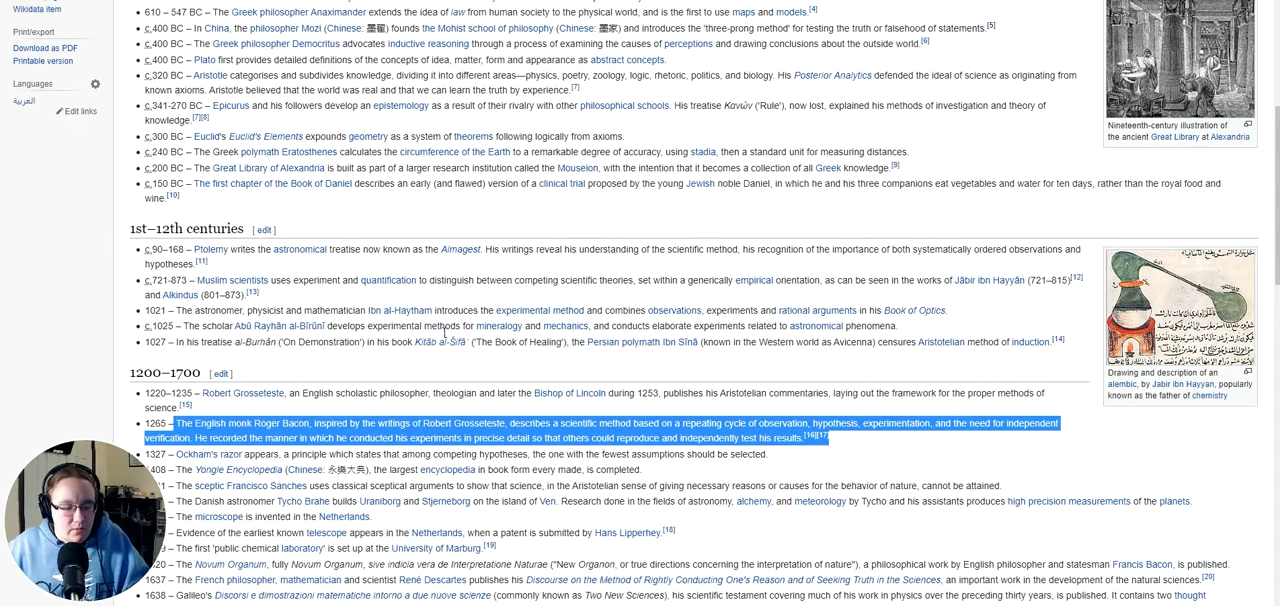 Wikidata item
Print/export
Download as PDF
Printable version
Languages
العربية
Edit links
610 – 547 BC – The Greek philosopher Anaximander extends the idea of law from human society to the physical world, and is the first to use maps and models.[4]
c.400 BC – In China, the philosopher Mozi (Chinese: 墨翟) founds the Mohist school of philosophy (Chinese: 墨家) and introduces the 'three-prong method' for testing the truth or falsehood of statements.[5]
c.400 BC – The Greek philosopher Democritus advocates inductive reasoning through a process of examining the causes of perceptions and drawing conclusions about the outside world.[6]
c.400 BC – Plato first provides detailed definitions of the concepts of idea, matter, form and appearance as abstract concepts.
c.320 BC – Aristotle categorises and subdivides knowledge, dividing it into different areas—physics, poetry, zoology, logic, rhetoric, politics, and biology. His Posterior Analytics defended the ideal of science as originating from
known axioms. Aristotle believed that the world was real and that we can learn the truth by experience.[7]
c.341-270 BC – Epicurus and his followers develop an epistemology as a result of their rivalry with other philosophical schools. His treatise Κανών ('Rule'), now lost, explained his methods of investigation and theory of
knowledge.[7][8]
c.300 BC – Euclid's Euclid's Elements expounds geometry as a system of theorems following logically from axioms.
c.240 BC – The Greek polymath Eratosthenes calculates the circumference of the Earth to a remarkable degree of accuracy, using stadia, then a standard unit for measuring distances.
c.200 BC – The Great Library of Alexandria is built as part of a larger research institution called the Mouseion, with the intention that it becomes a collection of all Greek knowledge.[9]
c.150 BC – The first chapter of the Book of Daniel describes an early (and flawed) version of a clinical trial proposed by the young Jewish noble Daniel, in which he and his three companions eat vegetables and water for ten days, rather than the royal food and
wine.[10]
Nineteenth-century illustration of
the ancient Great Library at Alexandria
1st–12th centuries [ edit ]
c.90–168 – Ptolemy writes the astronomical treatise now known as the Almagest. His writings reveal his understanding of the scientific method, his recognition of the importance of both systematically ordered observations and
hypotheses.[11]
c.721-873 – Muslim scientists uses experiment and quantification to distinguish between competing scientific theories, set within a generically empirical orientation, as can be seen in the works of Jābir ibn Hayyān (721–815)[12]
and Alkindus (801–873).[13]
1021 – The astronomer, physicist and mathematician Ibn al-Haytham introduces the experimental method and combines observations, experiments and rational arguments in his Book of Optics.
c.1025 – The scholar Abū Rayhān al-Bīrūnī develops experimental methods for mineralogy and mechanics, and conducts elaborate experiments related to astronomical phenomena.
1027 – In his treatise al-Burhān ('On Demonstration') in his book Kitāb al-Šifāʾ ('The Book of Healing'), the Persian polymath Ibn Sīnā (known in the Western world as Avicenna) censures Aristotelian method of induction.[14]
Drawing and description of an
alembic, by Jabir ibn Hayyan, popularly
known as the father of chemistry
1200–1700 [ edit ]
1220–1235 – Robert Grosseteste, an English scholastic philosopher, theologian and later the Bishop of Lincoln during 1253, publishes his Aristotelian commentaries, laying out the framework for the proper methods of
science.[15]
1265 – The English monk Roger Bacon, inspired by the writings of Robert Grosseteste, describes a scientific method based on a repeating cycle of observation, hypothesis, experimentation, and the need for independent
verification. He recorded the manner in which he conducted his experiments in precise detail so that others could reproduce and independently test his results.[16][17]
1327 – Ockham's razor appears, a principle which states that among competing hypotheses, the one with the fewest assumptions should be selected.
408 – The Yongle Encyclopedia (Chinese: 永樂大典), the largest encyclopedia in book form every made, is completed.
– The sceptic Francisco Sanches uses classical sceptical arguments to show that science, in the Aristotelian sense of giving necessary reasons or causes for the behavior of nature, cannot be attained.
– The Danish astronomer Tycho Brahe builds Uraniborg and Stjerneborg on the island of Ven. Research done in the fields of astronomy, alchemy, and meteorology by Tycho and his assistants produces high precision measurements of the planets.
– The microscope is invented in the Netherlands.
– Evidence of the earliest known telescope appears in the Netherlands, when a patent is submitted by Hans Lipperhey.[18]
– The first 'public chemical laboratory' is set up at the University of Marburg.[19]
20 – The Novum Organum, fully Novum Organum, sive indicia vera de Interpretatione Naturae ("New Organon, or true directions concerning the interpretation of nature"), a philosophical work by English philosopher and statesman Francis Bacon, is published.
1637 – The French philosopher, mathematician and scientist René Descartes publishes his Discourse on the Method of Rightly Conducting One's Reason and of Seeking Truth in the Sciences, an important work in the development of the natural sciences.[20]
1638 – Galileo's Discorsi e dimostrazioni matematiche intorno a due nuove scienze (commonly known as Two New Sciences), his scientific testament covering much of his work in physics over the preceding thirty years, is published. It contains two thought